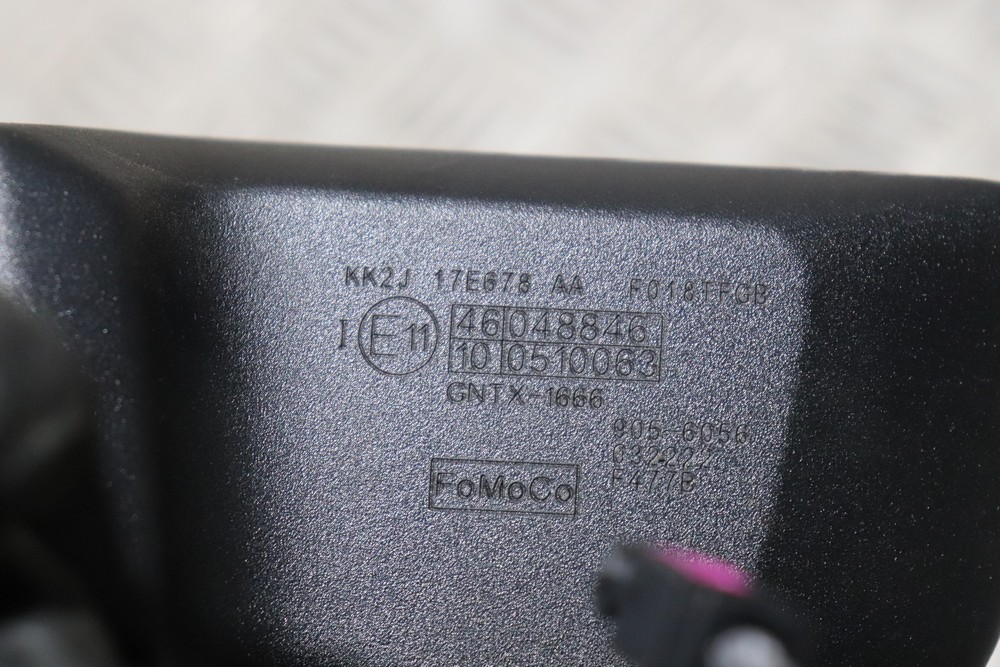 KK2J 17E678 AA F018TFGB
I E11 46 048846
10 0510063
GNTX-1666
905-6056
032222
F477B
FoMoCo